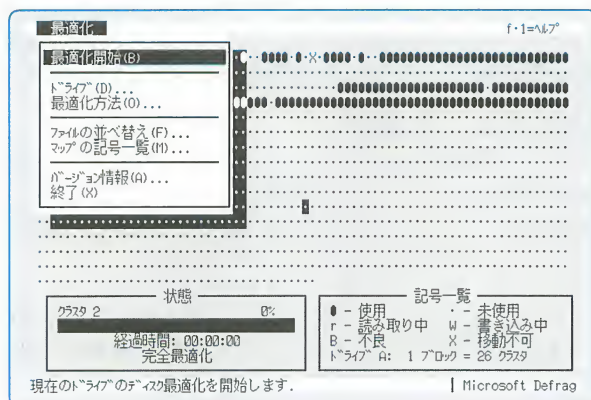 最適化
f・1=ﾍﾙﾌﾟ
最適化開始(B)
ﾄﾞﾗｲﾌﾞ(D)...
最適化方法(O)...
ﾌｧｲﾙの並べ替え(F)...
ﾏｯﾌﾟの記号一覧(M)...
ﾊﾞｰｼﾞｮﾝ情報(A)...
終了(X)
状態
ｸﾗｽﾀ 2 0%
経過時間: 00:00:00
完全最適化
記号一覧
- 使用 ・ - 未使用
r - 読み取り中 W - 書き込み中
B - 不良 X - 移動不可
ﾄﾞﾗｲﾌﾞ A: 1 ﾌﾞﾛｯｸ = 26 ｸﾗｽﾀ
現在のﾄﾞﾗｲﾌﾞのﾃﾞｨｽｸ最適化を開始します.
Microsoft Defrag